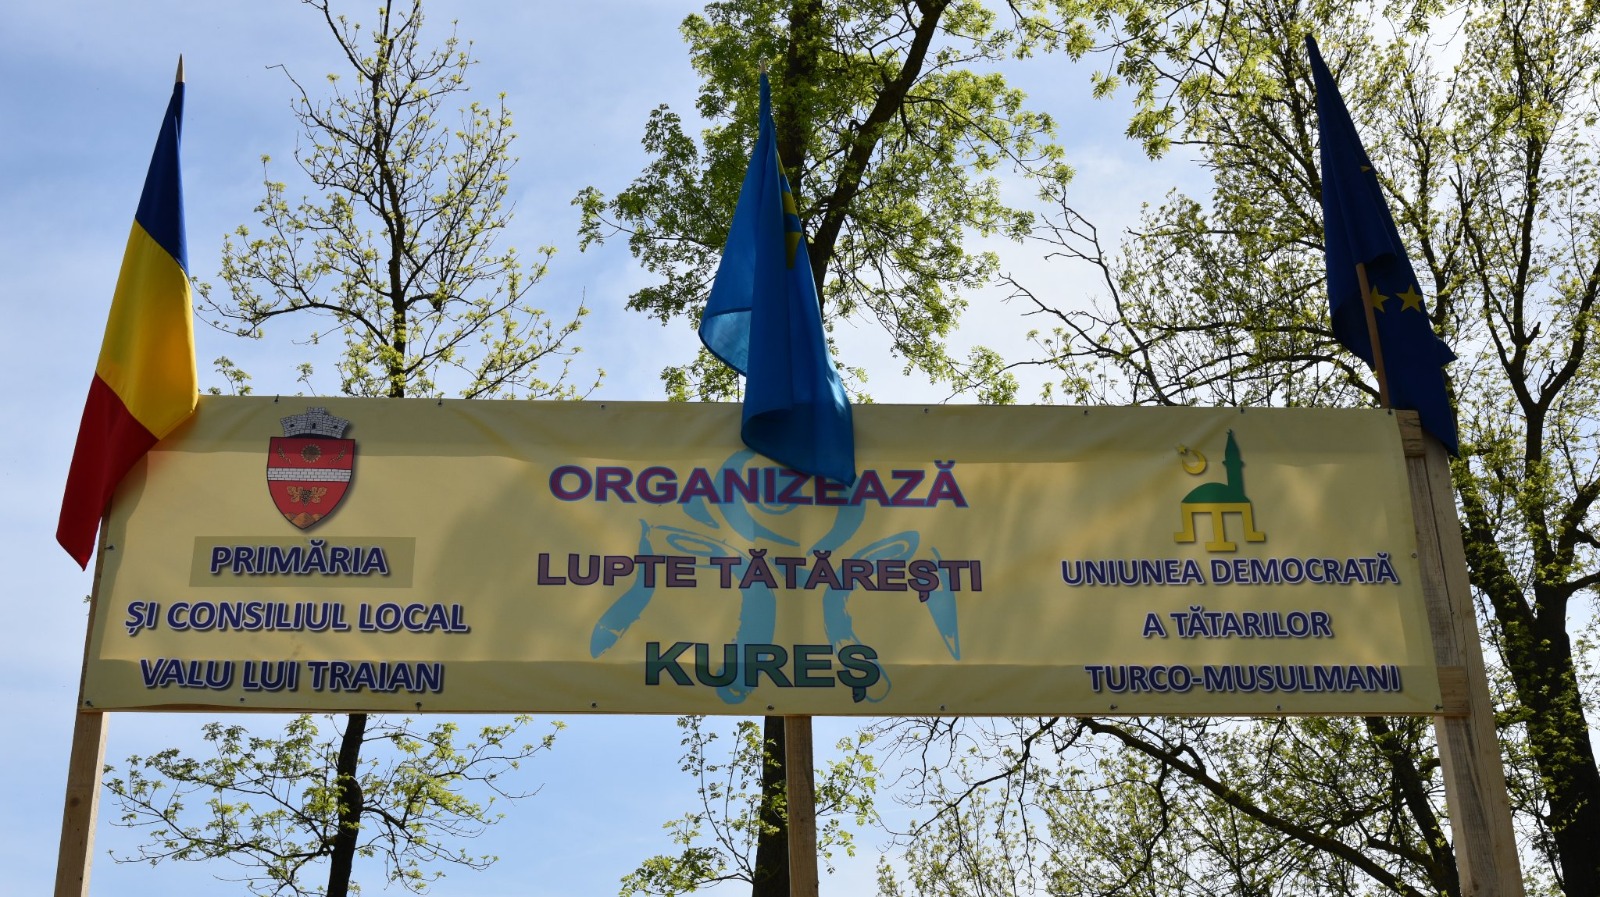 PRIMĂRIA
ȘI CONSILIUL LOCAL
VALU LUI TRAIAN
ORGANIZEAZĂ
LUPTE TĂTĂREȘTI
KUREȘ
UNIUNEA DEMOCRATĂ
A TĂTARILOR
TURCO-MUSULMANI